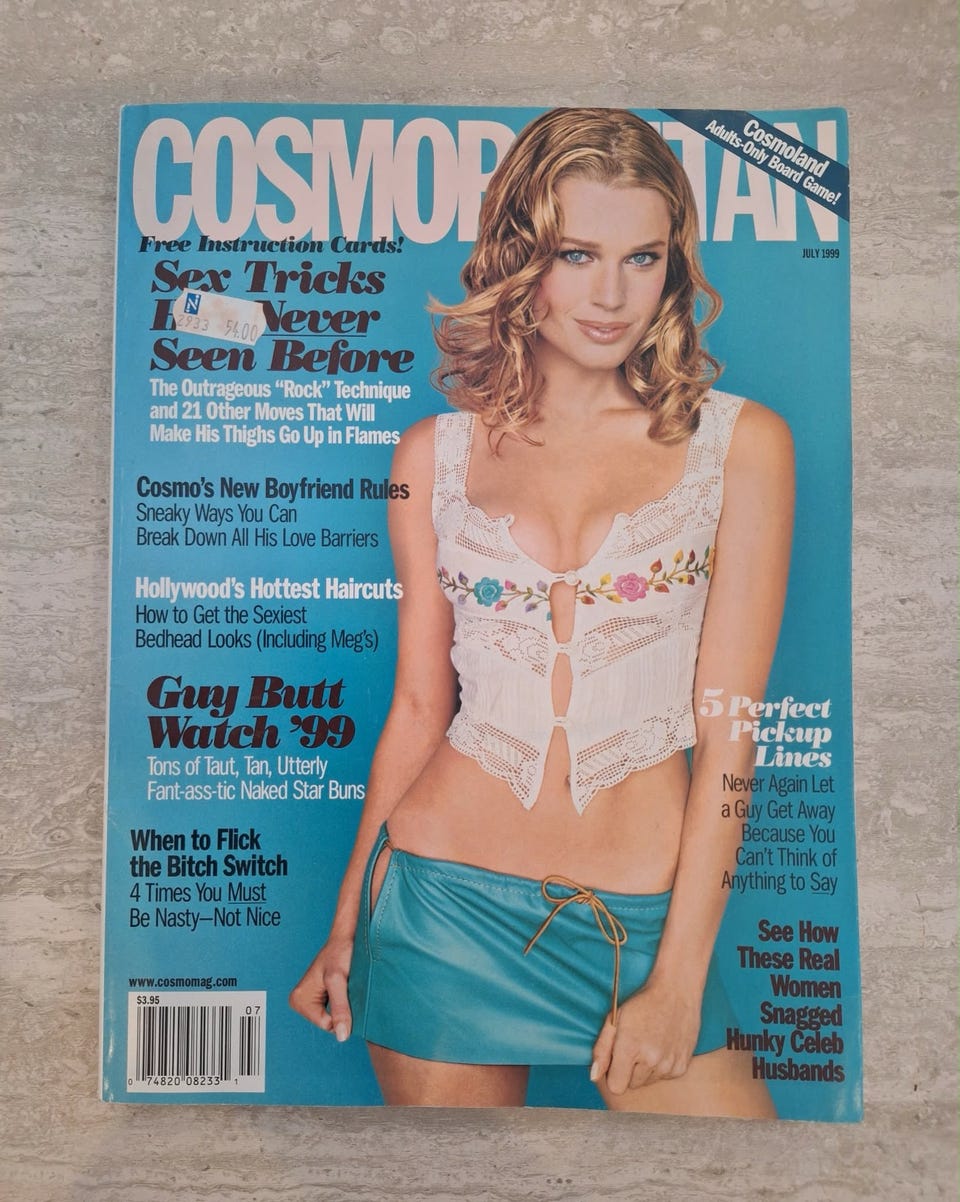 COSMOP TAN
Cosmoland
Adults-Only Board Game!
JULY 1999
Free Instruction Cards!
Sex Tricks
Never
Seen Before
N
2933 54.00
The Outrageous “Rock” Technique
and 21 Other Moves That Will
Make His Thighs Go Up in Flames
Cosmo’s New Boyfriend Rules
Sneaky Ways You Can
Break Down All His Love Barriers
Hollywood’s Hottest Haircuts
How to Get the Sexiest
Bedhead Looks (Including Meg’s)
Guy Butt
Watch ’99
Tons of Taut, Tan, Utterly
Fant-ass-tic Naked Star Buns
When to Flick
the Bitch Switch
4 Times You Must
Be Nasty—Not Nice
5 Perfect
Pickup
Lines
Never Again Let
a Guy Get Away
Because You
Can’t Think of
Anything to Say
See How
These Real
Women
Snagged
Hunky Celeb
Husbands
www.cosmomag.com
$3.95
07
0 74820 08233 1